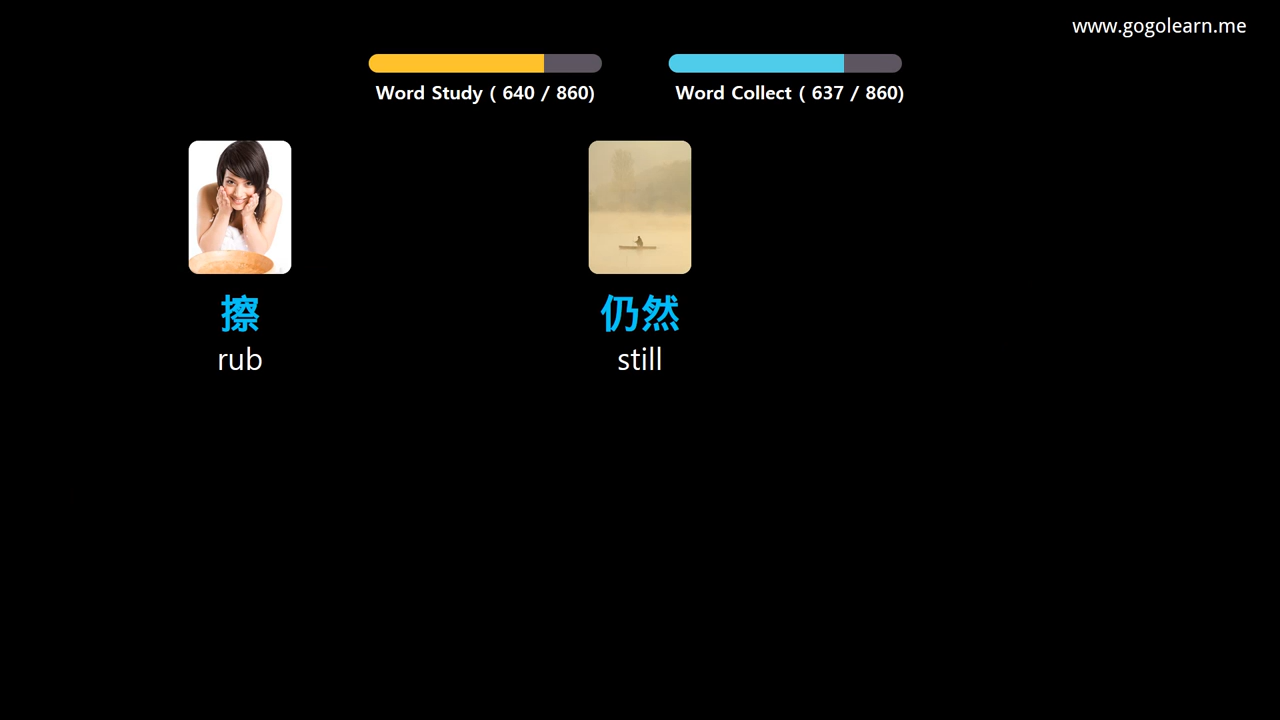 www.gogolearn.me
Word Study ( 640 / 860)
Word Collect ( 637 / 860)
擦
rub
仍然
still